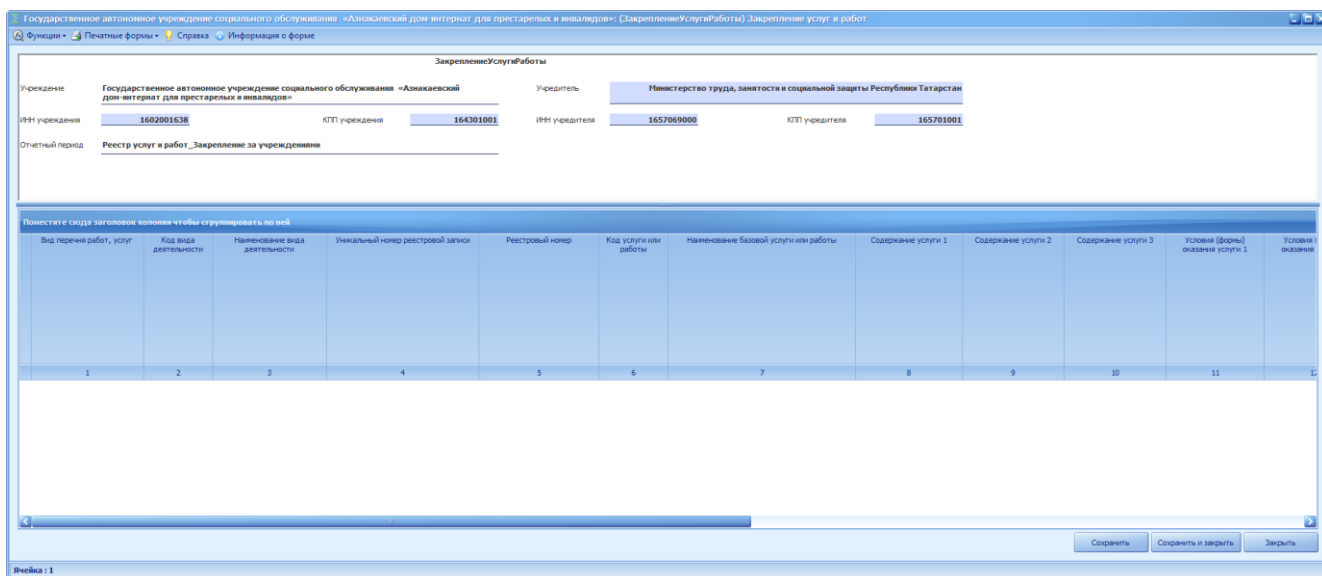 Государственное автономное учреждение социального обслуживания «Азнакаевский дом-интернат для престарелых и инвалидов»: (ЗакреплениеУслугиРаботы) Закрепление услуг и работ
Функции Печатные формы Справка Информация о форме
ЗакреплениеУслугиРаботы
Учреждение Государственное автономное учреждение социального обслуживания «Азнакаевский Учредитель Министерство труда, занятости и социальной защиты Республики Татарстан
дом-интернат для престарелых и инвалидов»
ИНН учреждения 1602001638 КПП учреждения 164301001 ИНН учредителя 1657069000 КПП учредителя 165701001
Отчетный период Реестр услуг и работ_Закрепление за учреждениями
Поместите сюда заголовок колонки чтобы сгруппировать по ней
Вид перечня работ, услуг Код вида Наименование вида Уникальный номер реестровой записи Реестровый номер Код услуги или Наименование базовой услуги или работы Содержание услуги 1 Содержание услуги 2 Содержание услуги 3 Условия (формы) Условия
деятельности деятельности работы оказания услуги 1 оказания
1 2 3 4 5 6 7 8 9 10 11 12
Сохранить Сохранить и закрыть Закрыть
Ячейка : 1